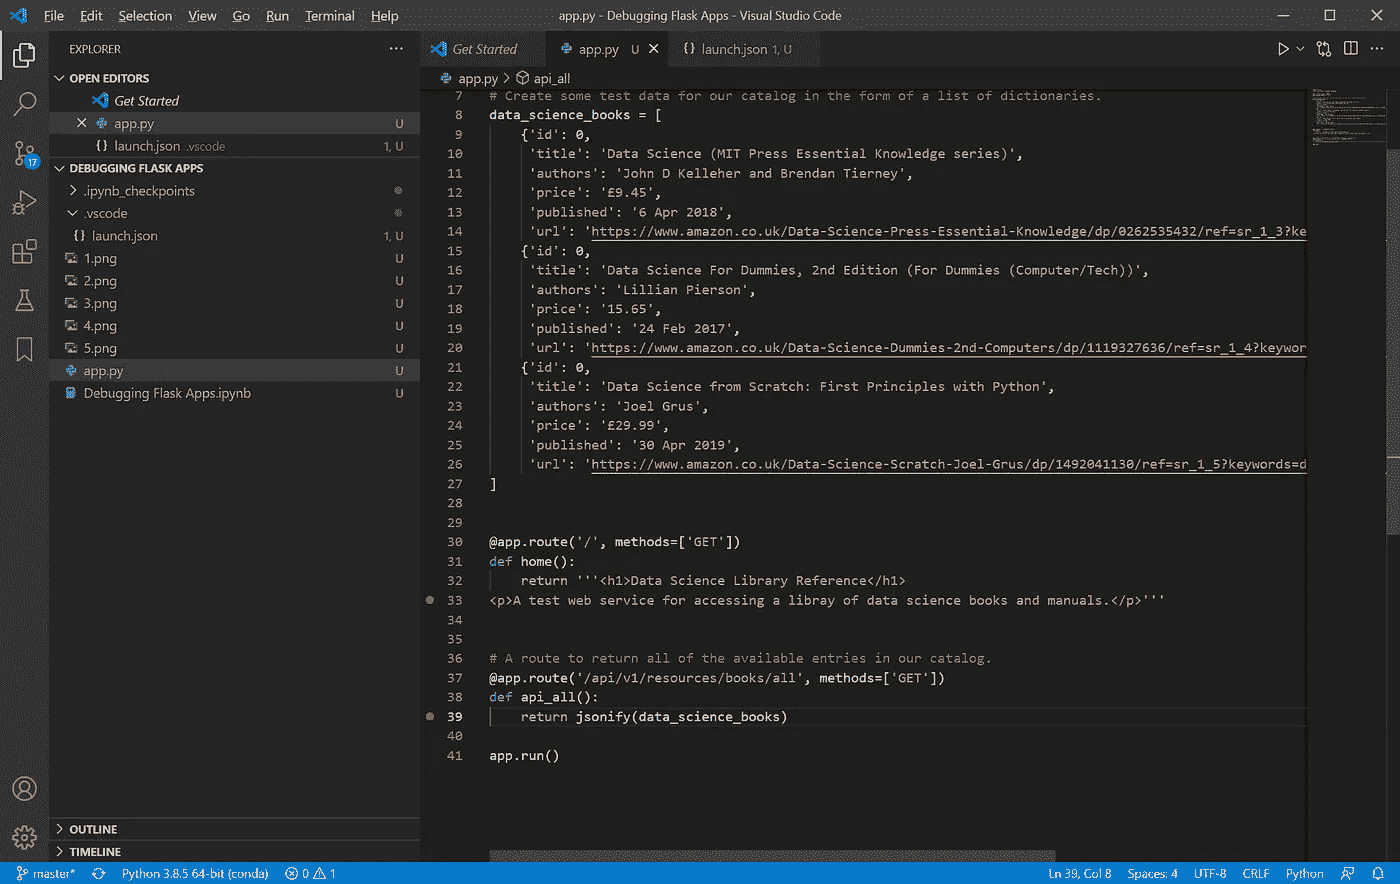 File Edit Selection View Go Run Terminal Help
app.py - Debugging Flask Apps - Visual Studio Code
EXPLORER
OPEN EDITORS
Get Started
app.py U
launch.json .vscode 1, U
DEBUGGING FLASK APPS
.ipynb_checkpoints
.vscode
launch.json 1, U
1.png U
2.png U
3.png U
4.png U
5.png U
app.py U
Debugging Flask Apps.ipynb U
OUTLINE
TIMELINE
17
Get Started app.py U launch.json 1, U
app.py > api_all
7 # Create some test data for our catalog in the form of a list of dictionaries.
8 data_science_books = [
9 {'id': 0,
10 'title': 'Data Science (MIT Press Essential Knowledge series)',
11 'authors': 'John D Kelleher and Brendan Tierney',
12 'price': '£9.45',
13 'published': '6 Apr 2018',
14 'url': 'https://www.amazon.co.uk/Data-Science-Press-Essential-Knowledge/dp/0262535432/ref=sr_1_3?ke
15 {'id': 0,
16 'title': 'Data Science For Dummies, 2nd Edition (For Dummies (Computer/Tech))',
17 'authors': 'Lillian Pierson',
18 'price': '15.65',
19 'published': '24 Feb 2017',
20 'url': 'https://www.amazon.co.uk/Data-Science-Dummies-2nd-Computers/dp/1119327636/ref=sr_1_4?keywor
21 {'id': 0,
22 'title': 'Data Science from Scratch: First Principles with Python',
23 'authors': 'Joel Grus',
24 'price': '£29.99',
25 'published': '30 Apr 2019',
26 'url': 'https://www.amazon.co.uk/Data-Science-Scratch-Joel-Grus/dp/1492041130/ref=sr_1_5?keywords=d
27 ]
28
29
30 @app.route('/', methods=['GET'])
31 def home():
32 return '''<h1>Data Science Library Reference</h1>
33 <p>A test web service for accessing a libray of data science books and manuals.</p>'''
34
35
36 # A route to return all of the available entries in our catalog.
37 @app.route('/api/v1/resources/books/all', methods=['GET'])
38 def api_all():
39 return jsonify(data_science_books)
40
41 app.run()
master* Python 3.8.5 64-bit (conda) 0 1 Ln 39, Col 8 Spaces: 4 UTF-8 CRLF Python